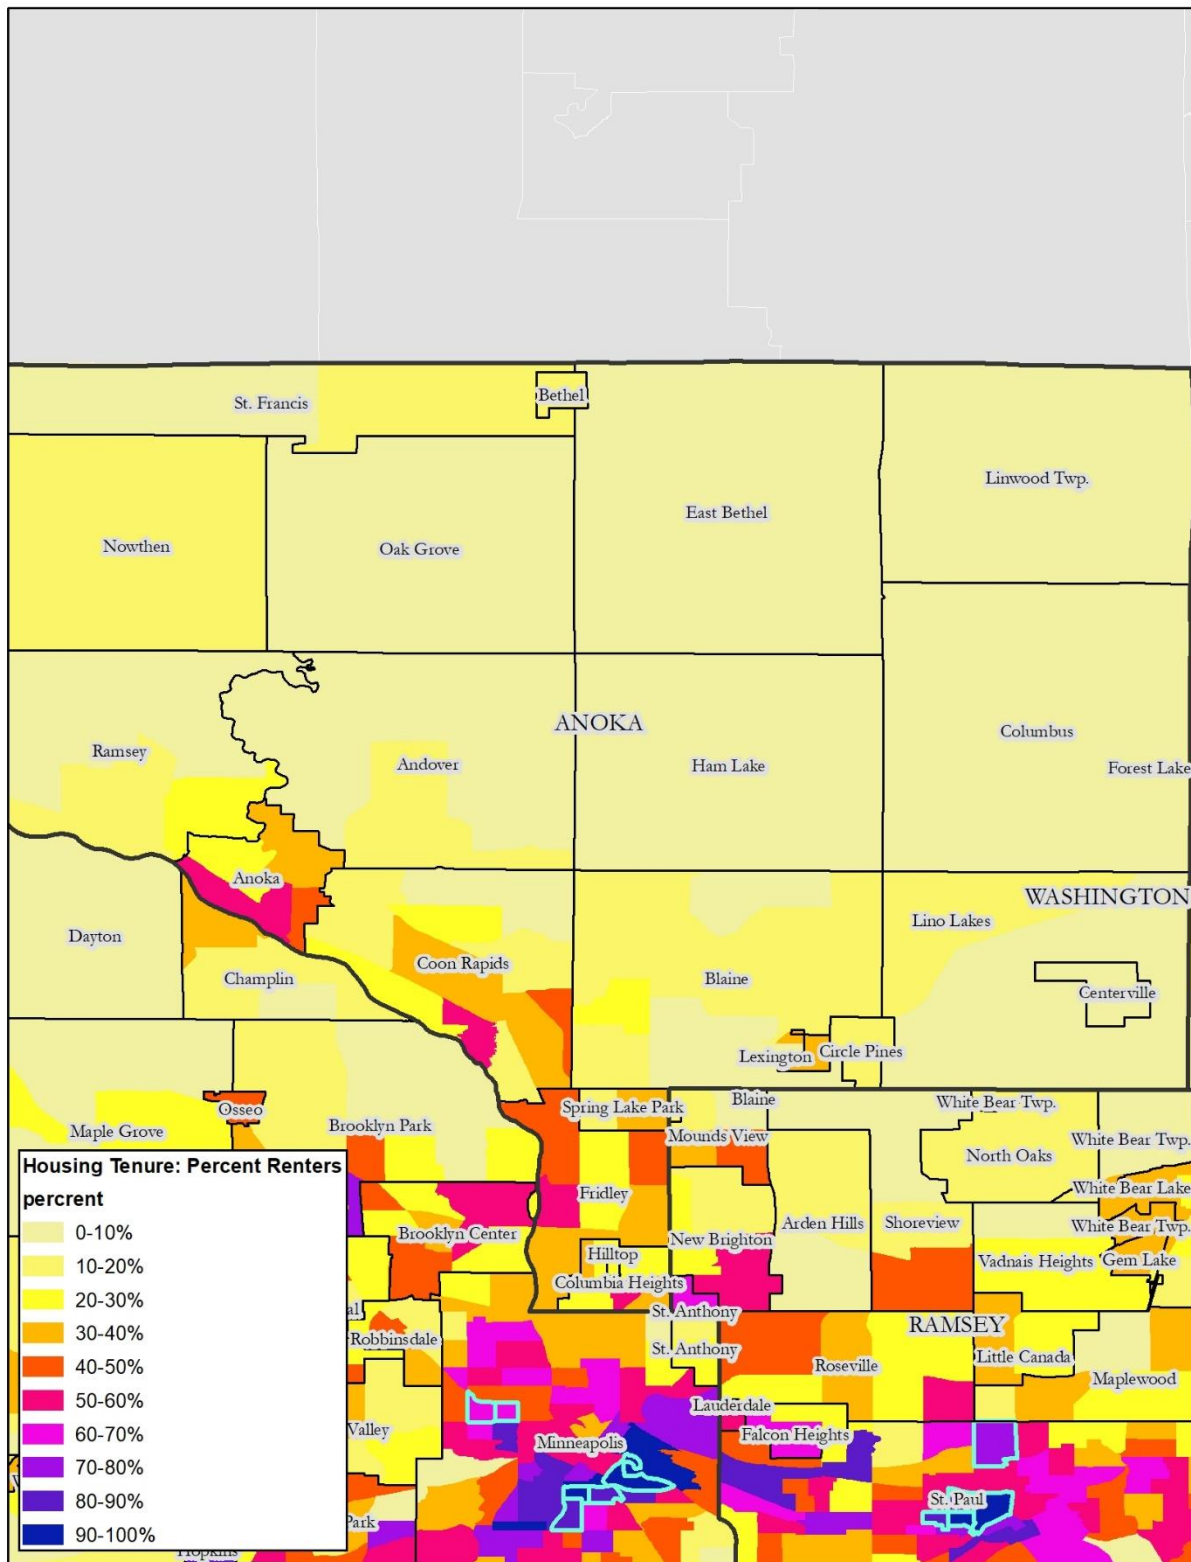 St. Francis
Bethel
Linwood Twp.
East Bethel
Nowthen
Oak Grove
ANOKA
Ramsey
Andover
Ham Lake
Columbus
Forest Lake
Anoka
WASHINGTON
Lino Lakes
Dayton
Champlin
Coon Rapids
Blaine
Centerville
Lexington
Circle Pines
Osseo
Spring Lake Park
Blaine
White Bear Twp.
Maple Grove
Brooklyn Park
Mounds View
North Oaks
White Bear Twp.
White Bear Lake
Fridley
Arden Hills
Shoreview
White Bear Twp.
Brooklyn Center
New Brighton
Hilltop
Vadnais Heights
Gem Lake
Columbia Heights
St. Anthony
RAMSEY
Robbinsdale
St. Anthony
Roseville
Little Canada
Maplewood
Lauderdale
Valley
Minneapolis
Falcon Heights
St. Paul
Park
Hopkins
Housing Tenure: Percent Renters
percrent
0-10%
10-20%
20-30%
30-40%
40-50%
50-60%
60-70%
70-80%
80-90%
90-100%